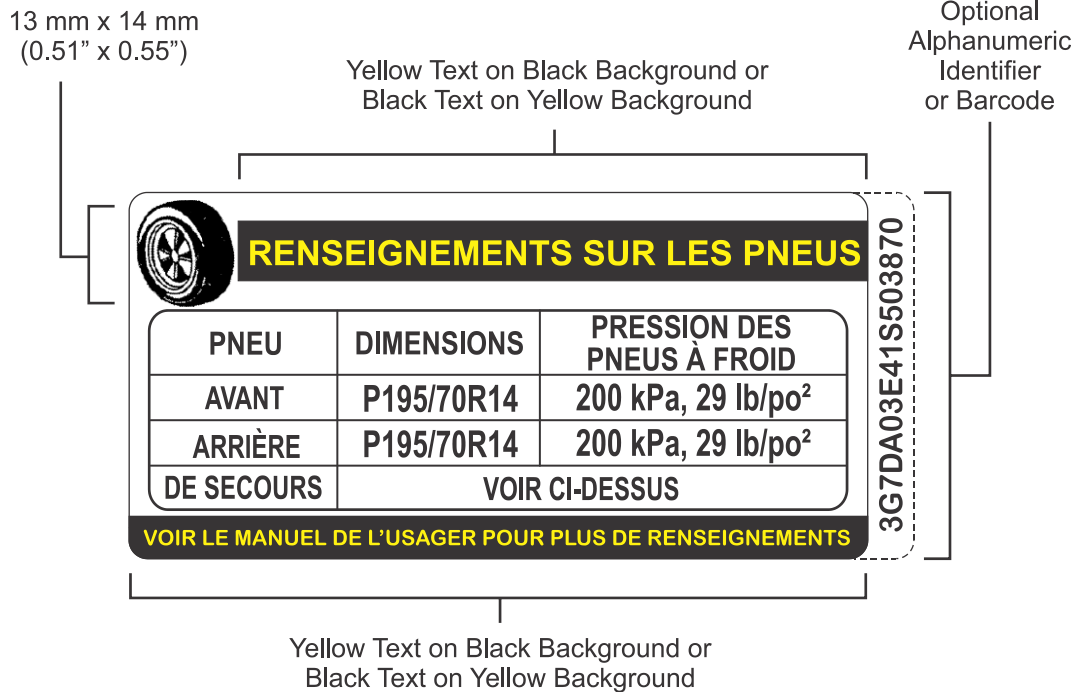 13 mm x 14 mm
(0.51” x 0.55”)
Yellow Text on Black Background or
Black Text on Yellow Background
Optional
Alphanumeric
Identifier
or Barcode
RENSEIGNEMENTS SUR LES PNEUS
PNEU DIMENSIONS PRESSION DES
PNEUS À FROID
AVANT P195/70R14 200 kPa, 29 lb/po²
ARRIÈRE P195/70R14 200 kPa, 29 lb/po²
DE SECOURS VOIR CI-DESSUS
VOIR LE MANUEL DE L’USAGER POUR PLUS DE RENSEIGNEMENTS
3G7DA03E41S503870
Yellow Text on Black Background or
Black Text on Yellow Background